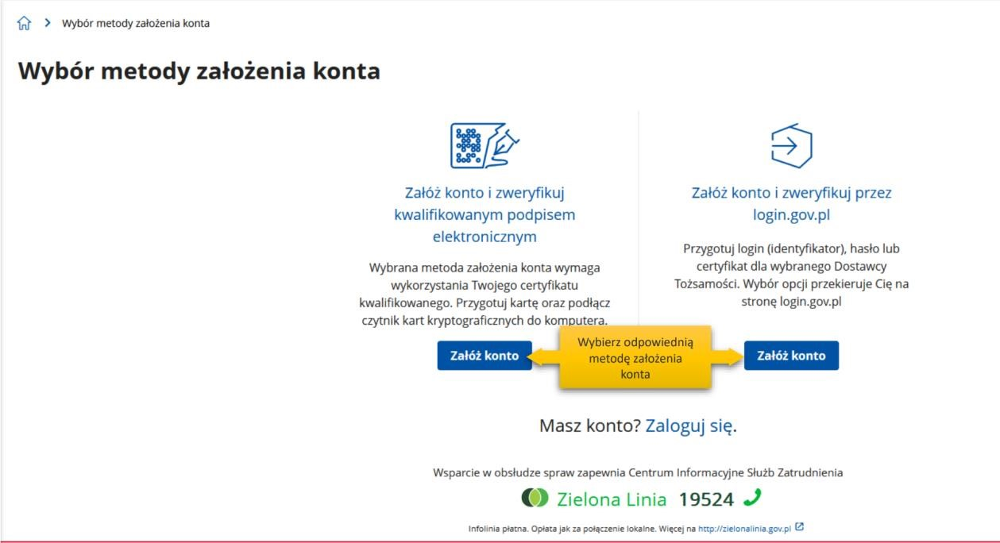 Wybór metody założenia konta
Wybór metody założenia konta
Załóż konto i zweryfikuj
kwalifikowanym podpisem
elektronicznym
Wybrana metoda założenia konta wymaga
wykorzystania Twojego certyfikatu
kwalifikowanego. Przygotuj kartę oraz podłącz
czytnik kart kryptograficznych do komputera.
Załóż konto
Załóż konto i zweryfikuj przez
login.gov.pl
Przygotuj login (identyfikator), hasło lub
certyfikat dla wybranego Dostawcy
Tożsamości. Wybór opcji przekieruje Cię na
stronę login.gov.pl
Załóż konto
Wybierz odpowiednią
metodę założenia
konta
Masz konto? Zaloguj się.
Wsparcie w obsłudze spraw zapewnia Centrum Informacyjne Służb Zatrudnienia
Zielona Linia 19524
Infolinia płatna. Opłata jak za połączenie lokalne. Więcej na http://zielonalinia.gov.pl